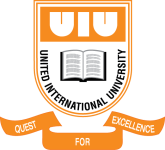 UIU
UNITED INTERNATIONAL UNIVERSITY
QUEST
FOR
EXCELLENCE